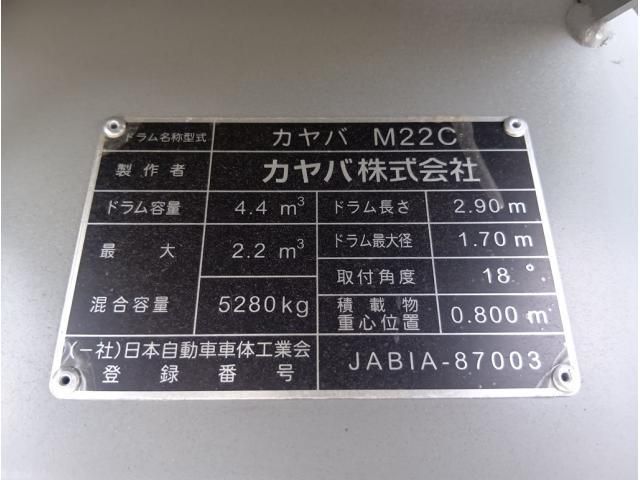 ドラム名称型式 カヤバ M22C
製作者 カヤバ株式会社
ドラム容量 4.4 m³ ドラム長さ 2.90 m
最大 2.2 m³ ドラム最大径 1.70 m
混合容量 5280kg 取付角度 18°
積載物
重心位置 0.800 m
(一社)日本自動車車体工業会
登録番号 JABIA-87003